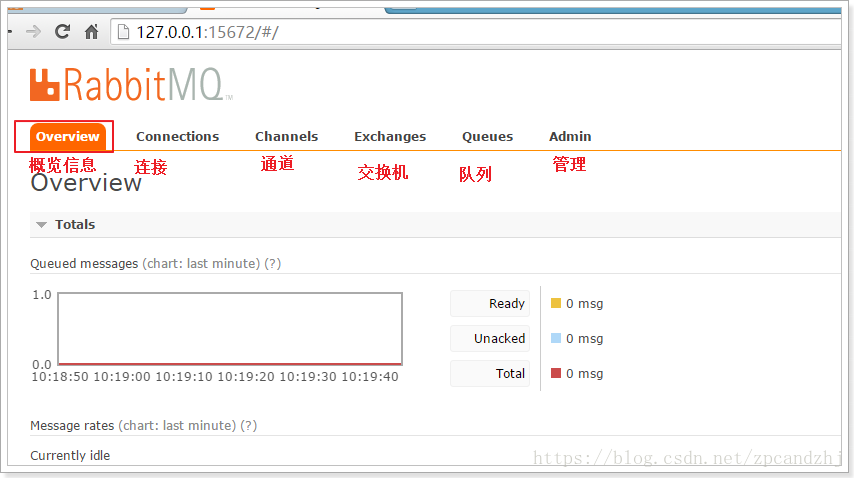 127.0.0.1:15672/#/
RabbitMQ TM
Overview Connections Channels Exchanges Queues Admin
概览信息 连接 通道 交换机 队列 管理
Overview
Totals
Queued messages (chart: last minute) (?)
1.0
0.0
10:18:50 10:19:00 10:19:10 10:19:20 10:19:30 10:19:40
Ready 0 msg
Unacked 0 msg
Total 0 msg
Message rates (chart: last minute) (?)
Currently idle
https://blog.csdn.net/zpcandzhj